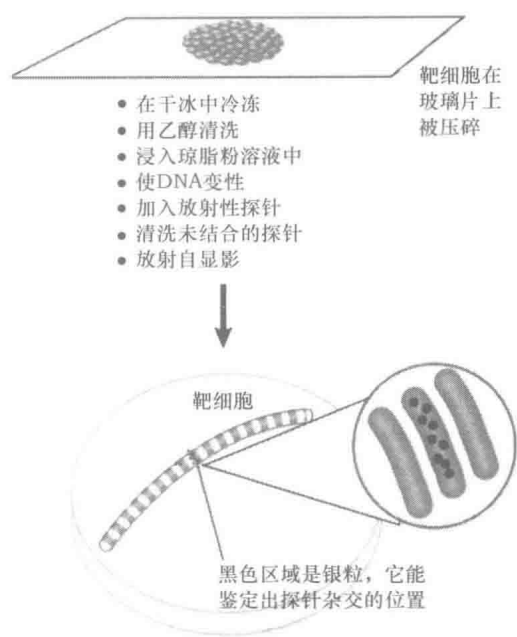 靶细胞在
玻璃片上
被压碎
● 在干冰中冷冻
● 用乙醇清洗
● 浸入琼脂粉溶液中
● 使DNA变性
● 加入放射性探针
● 清洗未结合的探针
● 放射自显影
靶细胞
黑色区域是银粒，它能
鉴定出探针杂交的位置